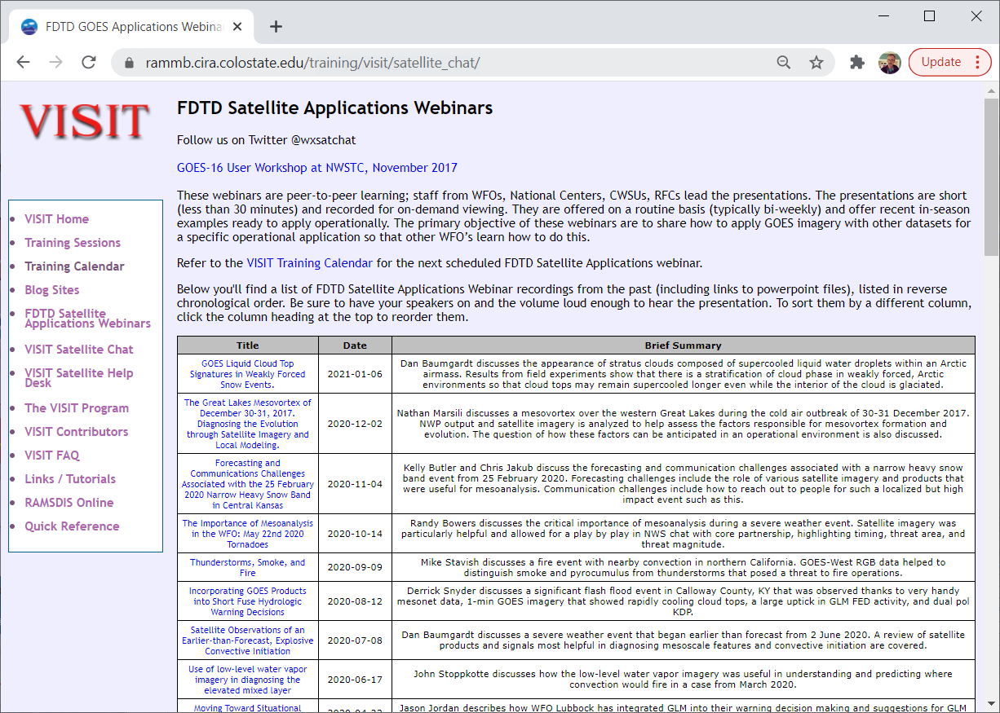 FDTD GOES Applications Webina
rammb.cira.colostate.edu/training/visit/satellite_chat/
Update
VISIT
VISIT Home
Training Sessions
Training Calendar
Blog Sites
FDTD Satellite
Applications Webinars
VISIT Satellite Chat
VISIT Satellite Help
Desk
The VISIT Program
VISIT Contributors
VISIT FAQ
Links / Tutorials
RAMSDIS Online
Quick Reference
FDTD Satellite Applications Webinars
Follow us on Twitter @wxsatchat
GOES-16 User Workshop at NWSTC, November 2017
These webinars are peer-to-peer learning; staff from WFOs, National Centers, CWSUs, RFCs lead the presentations. The presentations are short
(less than 30 minutes) and recorded for on-demand viewing. They are offered on a routine basis (typically bi-weekly) and offer recent in-season
examples ready to apply operationally. The primary objective of these webinars are to share how to apply GOES imagery with other datasets for
a specific operational application so that other WFO's learn how to do this.
Refer to the VISIT Training Calendar for the next scheduled FDTD Satellite Applications webinar.
Below you'll find a list of FDTD Satellite Applications Webinar recordings from the past (including links to powerpoint files), listed in reverse
chronological order. Be sure to have your speakers on and the volume loud enough to hear the presentation. To sort them by a different column,
click the column heading at the top to reorder them.
Title Date Brief Summary
GOES Liquid Cloud Top
Signatures in Weakly Forced
Snow Events.
2021-01-06
Dan Baumgardt discusses the appearance of stratus clouds composed of supercooled liquid water droplets within an Arctic
airmass. Results from field experiments show that there is a stratification of cloud phase in weakly forced, Arctic
environments so that cloud tops may remain supercooled longer even while the interior of the cloud is glaciated.
The Great Lakes Mesovortex of
December 30-31, 2017.
Diagnosing the Evolution
through Satellite Imagery and
Local Modeling.
2020-12-02
Nathan Marsili discusses a mesovortex over the western Great Lakes during the cold air outbreak of 30-31 December 2017.
NWP output and satellite imagery is analyzed to help assess the factors responsible for mesovortex formation and
evolution. The question of how these factors can be anticipated in an operational environment is also discussed.
Forecasting and
Communications Challenges
Associated with the 25 February
2020 Narrow Heavy Snow Band
in Central Kansas
2020-11-04
Kelly Butler and Chris Jakub discuss the forecasting and communication challenges associated with a narrow heavy snow
band event from 25 February 2020. Forecasting challenges include the role of various satellite imagery and products that
were useful for mesoanalysis. Communication challenges include how to reach out to people for such a localized but high
impact event such as this.
The Importance of Mesoanalysis
in the WFO: May 22nd 2020
Tornadoes
2020-10-14
Randy Bowers discusses the critical importance of mesoanalysis during a severe weather event. Satellite imagery was
particularly helpful and allowed for a play by play in NWS chat with core partnership, highlighting timing, threat area, and
threat magnitude.
Thunderstorms, Smoke, and
Fire
2020-09-09
Mike Stavish discusses a fire event with nearby convection in northern California. GOES-West RGB data helped to
distinguish smoke and pyrocumulus from thunderstorms that posed a threat to fire operations.
Incorporating GOES Products
into Short Fuse Hydrologic
Warning Decisions
2020-08-12
Derrick Snyder discusses a significant flash flood event in Calloway County, KY that was observed thanks to very handy
mesonet data, 1-min GOES imagery that showed rapidly cooling cloud tops, a large uptick in GLM FED activity, and dual pol
KDP.
Satellite Observations of an
Earlier-than-Forecast, Explosive
Convective Initiation
2020-07-08
Dan Baumgardt discusses a severe weather event that began earlier than forecast from 2 June 2020. A review of satellite
products and signals most helpful in diagnosing mesoscale features and convective initiation are covered.
Use of low-level water vapor
imagery in diagnosing the
elevated mixed layer
2020-06-17
John Stoppkotte discusses how the low-level water vapor imagery was useful in understanding and predicting where
convection would fire in a case from March 2020.
Moving Toward Situational
Jason Jordan describes how WFO Lubbock has integrated GLM into their warning decision making and suggestions for GLM